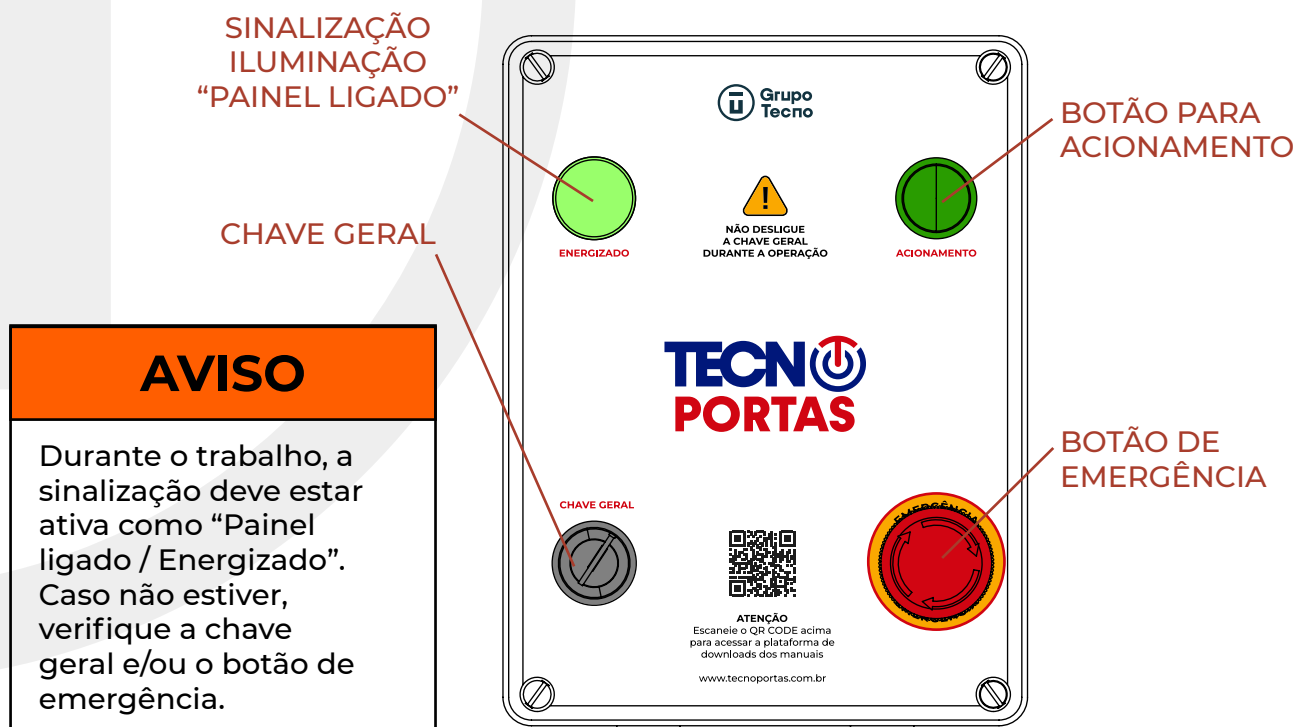 SINALIZAÇÃO
ILUMINAÇÃO
“PAINEL LIGADO”
Grupo
Tecno
BOTÃO PARA
ACIONAMENTO
CHAVE GERAL
!
NÃO DESLIGUE
A CHAVE GERAL
DURANTE A OPERAÇÃO
ENERGIZADO
ACIONAMENTO
AVISO
Durante o trabalho, a
sinalização deve estar
ativa como “Painel
ligado / Energizado”.
Caso não estiver,
verifique a chave
geral e/ou o botão de
emergência.
TECNO
PORTAS
BOTÃO DE
EMERGÊNCIA
CHAVE GERAL
EMERGÊNCIA
ATENÇÃO
Escaneie o QR CODE acima
para acessar a plataforma de
downloads dos manuais
www.tecnoportas.com.br